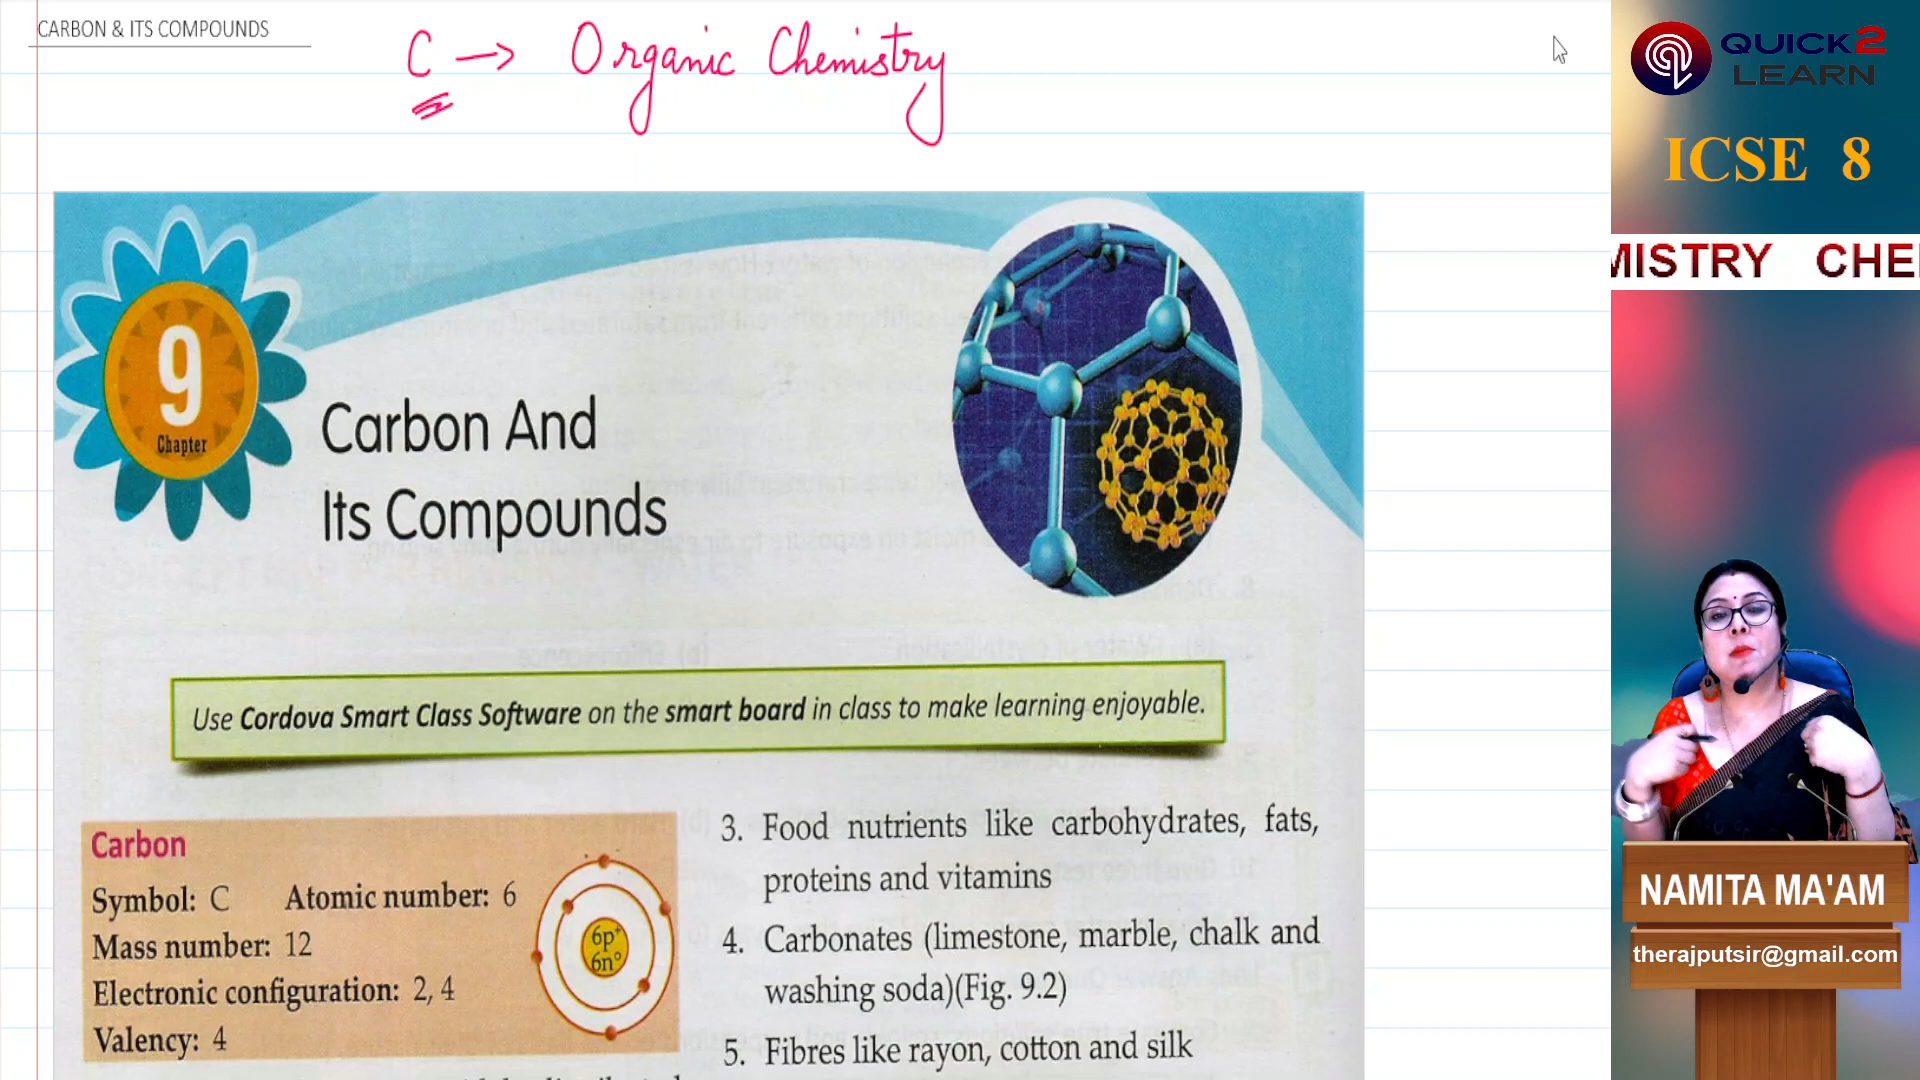 CARBON & ITS COMPOUNDS
C → Organic Chemistry
QUICK2
LEARN
ICSE 8
MISTRY CHE
9
Chapter
Carbon And
Its Compounds
Use Cordova Smart Class Software on the smart board in class to make learning enjoyable.
Carbon
Symbol: C Atomic number: 6
Mass number: 12
Electronic configuration: 2, 4
Valency: 4
6p⁺
6n⁰
3. Food nutrients like carbohydrates, fats,
proteins and vitamins
4. Carbonates (limestone, marble, chalk and
washing soda)(Fig. 9.2)
5. Fibres like rayon, cotton and silk
NAMITA MA'AM
therajputsir@gmail.com